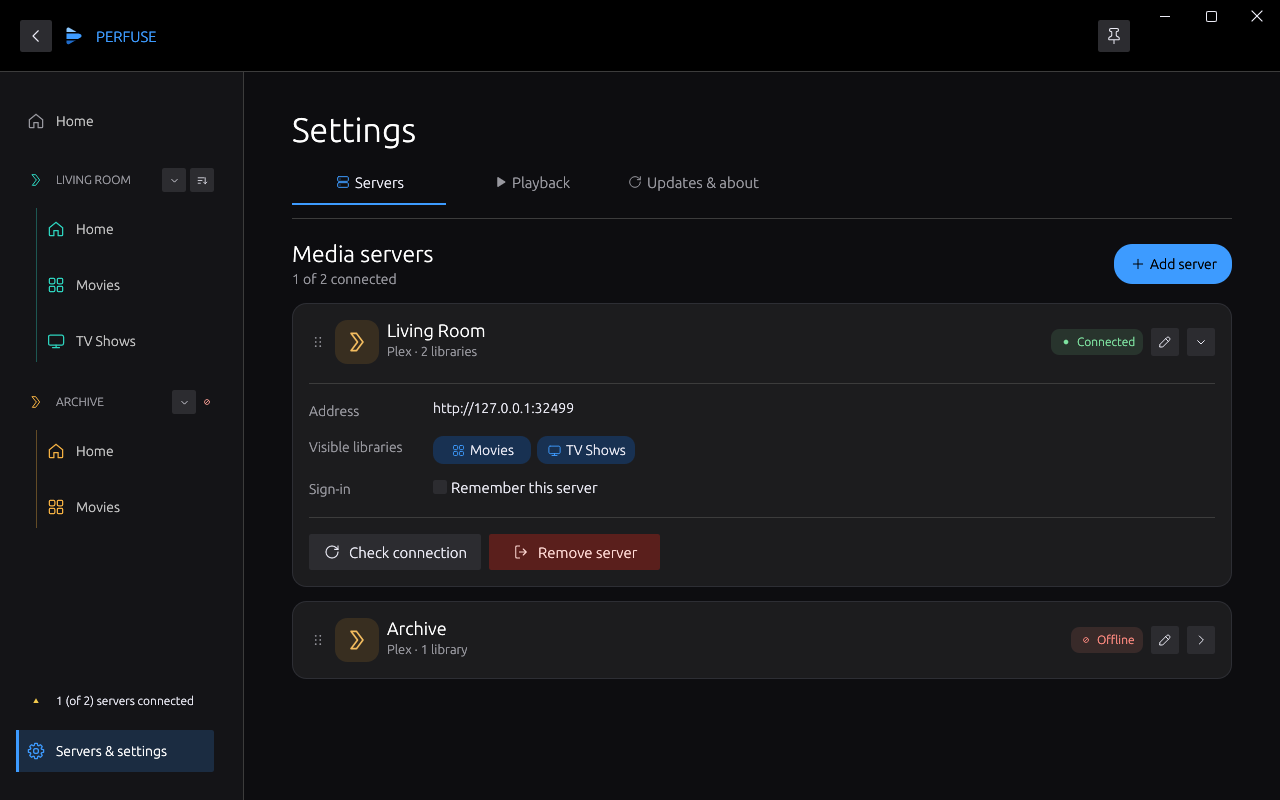 PERFUSE
Home
LIVING ROOM
Home
Movies
TV Shows
ARCHIVE
Home
Movies
1 (of 2) servers connected
Servers & settings
Settings
Servers
Playback
Updates & about
Media servers
1 of 2 connected
Add server
Living Room
Plex · 2 libraries
Connected
Address
http://127.0.0.1:32499
Visible libraries
Movies
TV Shows
Sign-in
Remember this server
Check connection
Remove server
Archive
Plex · 1 library
Offline